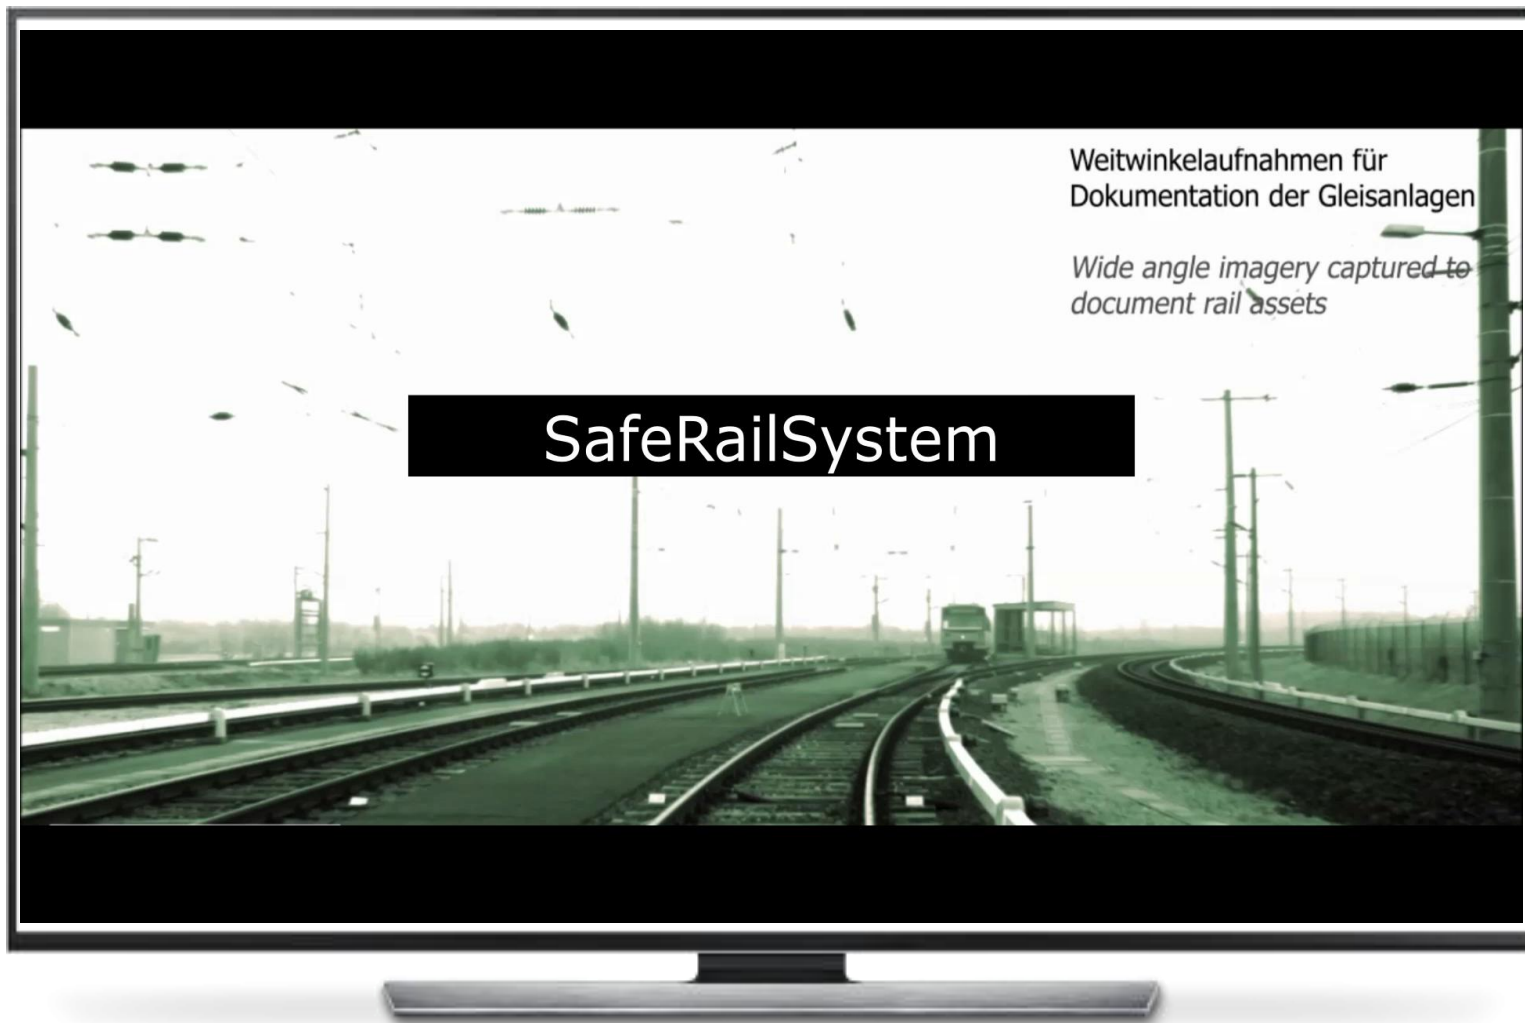 Weitwinkelaufnahmen für
Dokumentation der Gleisanlagen
Wide angle imagery captured to
document rail assets
SafeRailSystem